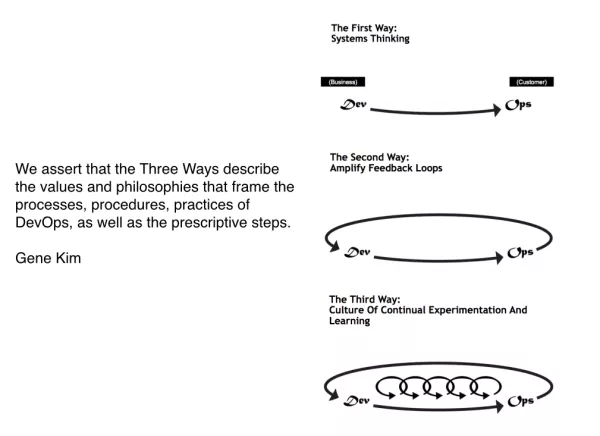 The First Way:
Systems Thinking
(Business) (Customer)
Dev Ops
We assert that the Three Ways describe
the values and philosophies that frame the
processes, procedures, practices of
DevOps, as well as the prescriptive steps.
Gene Kim
The Second Way:
Amplify Feedback Loops
Dev Ops
The Third Way:
Culture Of Continual Experimentation And
Learning
Dev Ops